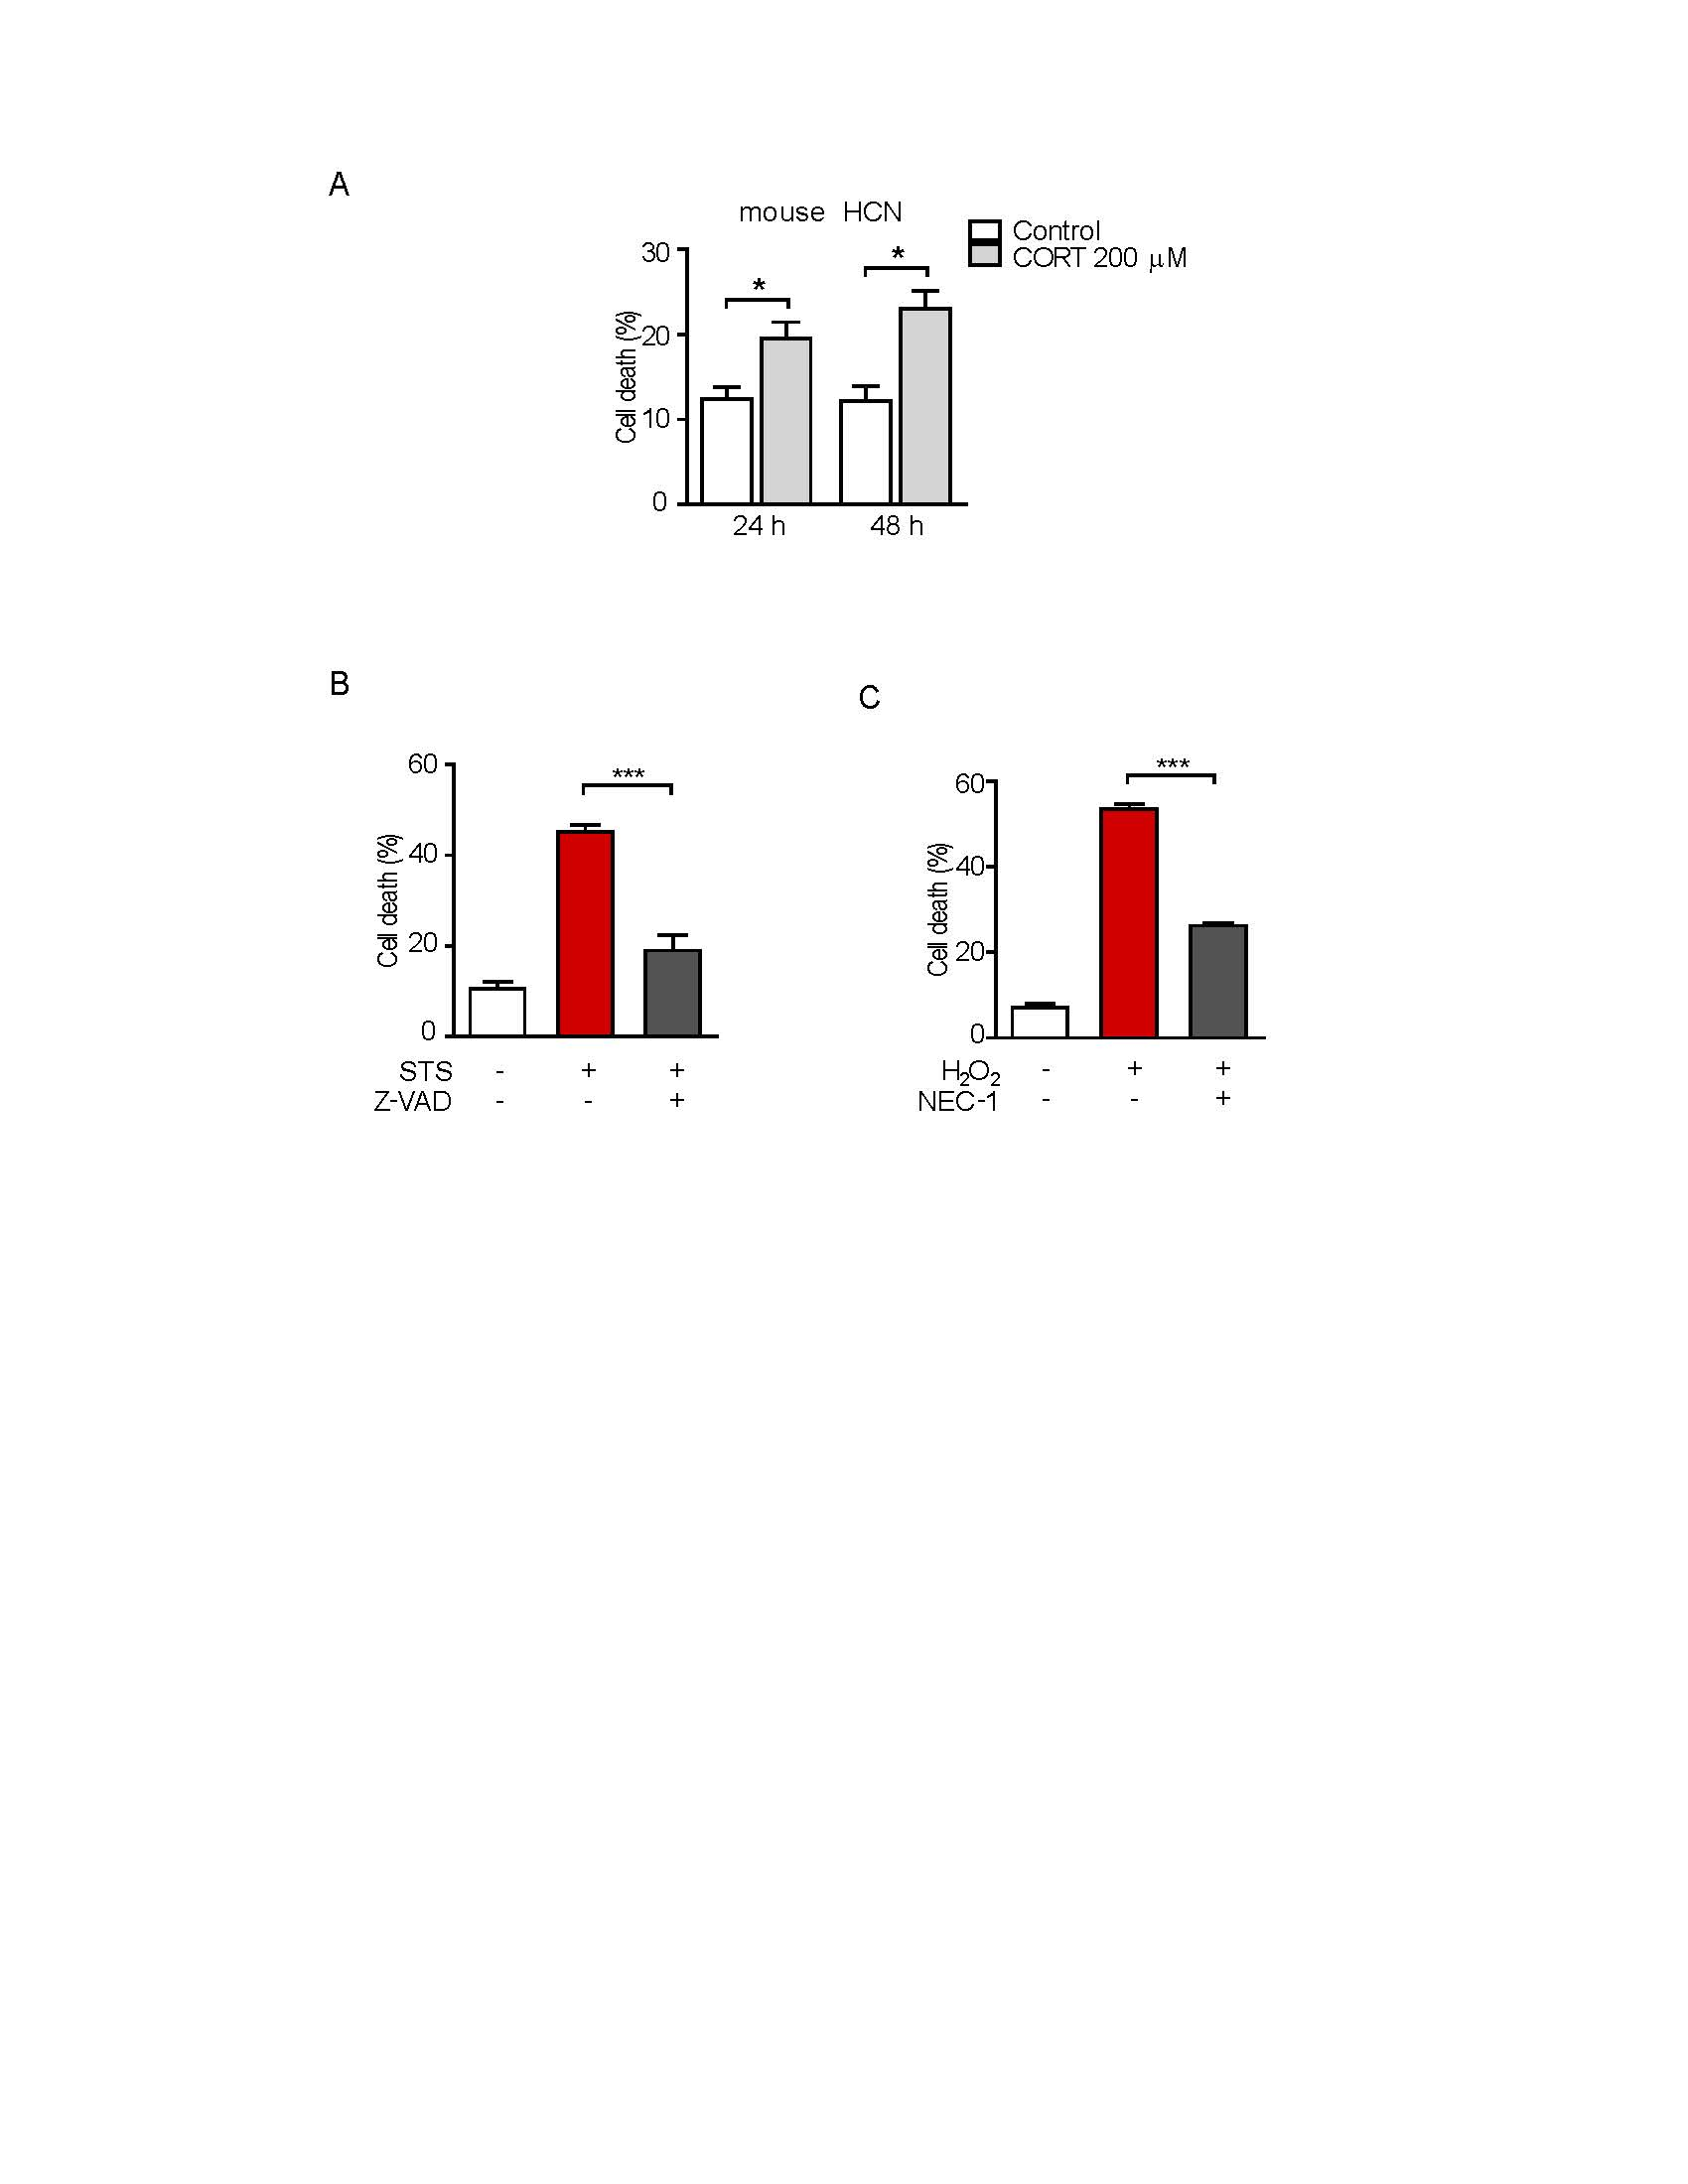 A
mouse HCN
Control
CORT 200 μM
*
*
30
20
10
0
Cell death (%)
24 h 48 h
B
60
40
20
0
Cell death (%)
***
STS - + +
Z-VAD - - +
C
60
40
20
0
Cell death (%)
***
H₂O₂ - + +
NEC-1 - - +